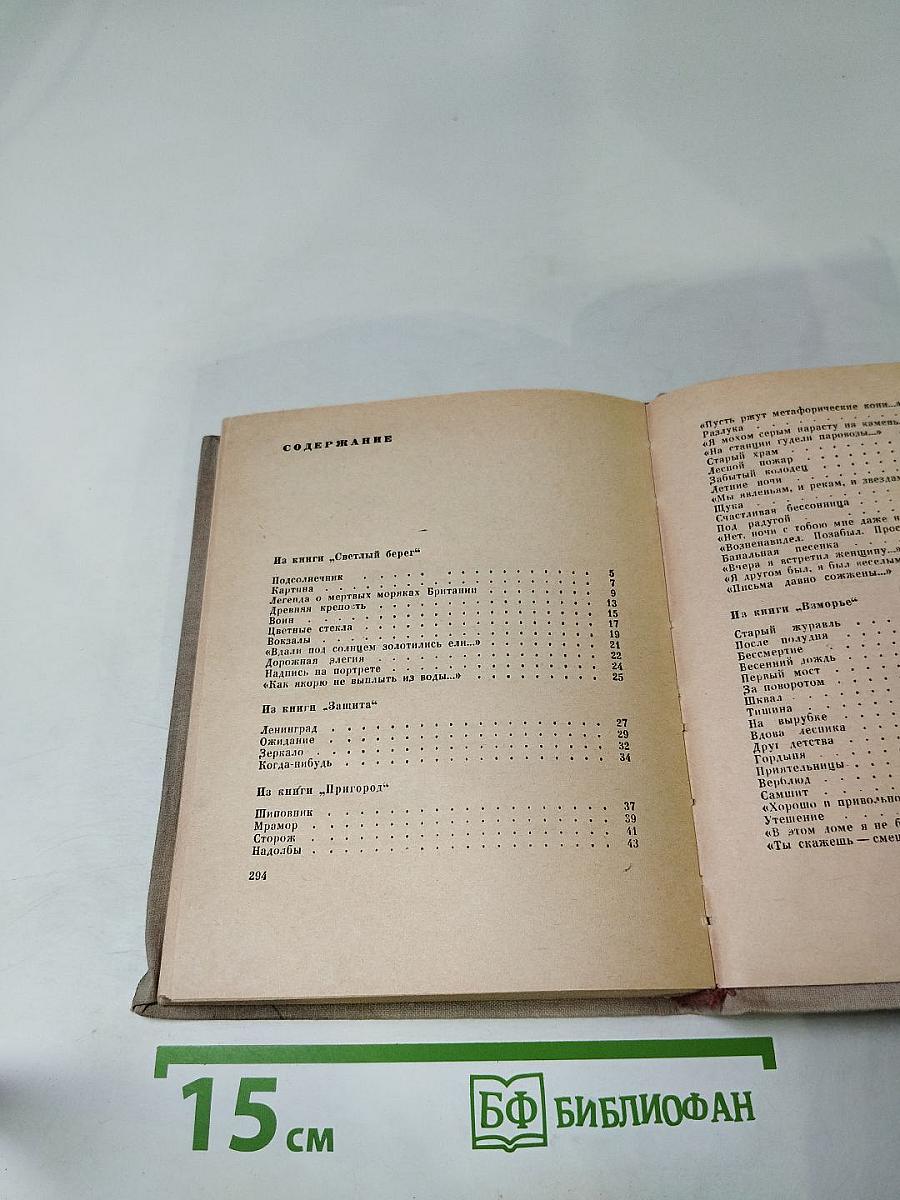 СОДЕРЖАНИЕ
Из книги „Светлый берег“
Подсолнечник . . . . . . . . . . . . . 5
Картина . . . . . . . . . . . . . . . 7
Легенда о мертвых моряках Британии . . . . . . 9
Древняя крепость . . . . . . . . . . . . 13
Воин . . . . . . . . . . . . . . . . 15
Цветные стекла . . . . . . . . . . . . . 17
Вокзалы . . . . . . . . . . . . . . . 19
«Вдали под солнцем золотились ели...» . . . . . . 21
Дорожная элегия . . . . . . . . . . . . 22
Надпись на портрете . . . . . . . . . . . 24
«Как якорю не выплыть из воды...» . . . . . . . 25
Из книги „Защита“
Ленинград . . . . . . . . . . . . . . 27
Ожидание . . . . . . . . . . . . . . 29
Зеркало . . . . . . . . . . . . . . . 32
Когда-нибудь . . . . . . . . . . . . . 34
Из книги „Пригород“
Шиповник . . . . . . . . . . . . . . 37
Мрамор . . . . . . . . . . . . . . . 39
Сторож . . . . . . . . . . . . . . . 41
Надолбы . . . . . . . . . . . . . . . 43
294
«Пусть ржут метафорические кони...»
Разлука . . . . . . . .
«Я мохом серым нарасту на камень
«На станции гудели паровозы...»
Старый храм . . . . . .
Лесной пожар . . . . . .
Забытый колодец . . . . .
Летние ночи . . . . . .
«Мы явленьям, и рекам, и звездам
Щука . . . . . . . .
Счастливая бессонница . . .
Под радугой . . . . . .
«Нет, ночи с тобою мне даже
«Возненавидел. Позабыл.
Банальная песенка . . . .
«Вчера я встретил женщину...»
«Я другом был, я был веселым
«Письма давно сожжены...»
Из книги „Взморье“
Старый журавль . . . . .
После полудня . . . . .
Бессмертие . . . . . .
Весенний дождь . . . . .
Первый мост . . . . . .
За поворотом . . . . . .
Шквал . . . . . . . .
Тишина . . . . . . .
На вырубке . . . . . .
Вдова лесника . . . . .
Друг детства . . . . . .
Гордыня . . . . . . .
Приятельницы . . . . .
Верблюд . . . . . . .
Самшит . . . . . . .
«Хорошо и привольно
Утешение . . . . . .
«В этом доме я не
«Ты скажешь —
15 см
БФ БИБЛИОФАН